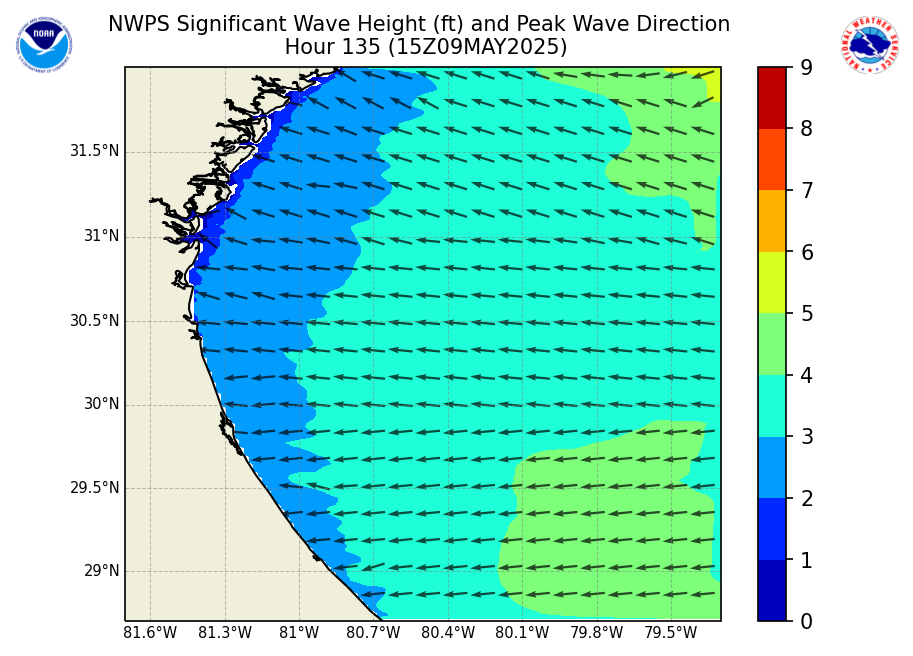 NWPS Significant Wave Height (ft) and Peak Wave Direction
Hour 135 (15Z09MAY2025)
NOAA
NATIONAL WEATHER SERVICE
9
8
7
6
5
4
3
2
1
0
31.5°N
31°N
30.5°N
30°N
29.5°N
29°N
81.6°W 81.3°W 81°W 80.7°W 80.4°W 80.1°W 79.8°W 79.5°W